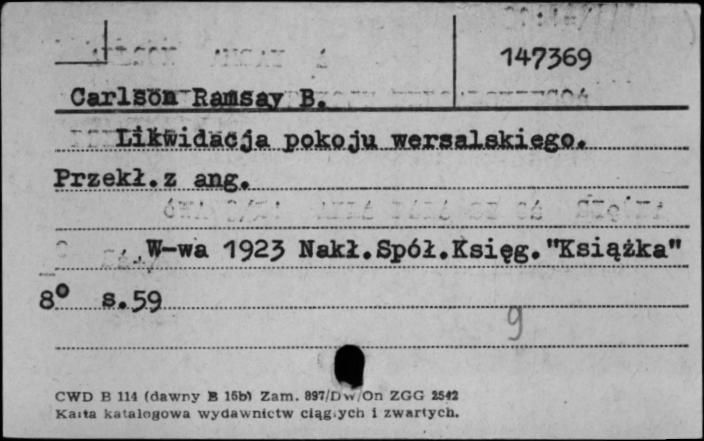 147369
Carlson Ramsay B.
Likwidacja pokoju wersalskiego.
Przekł.z ang.
W-wa 1923 Nakł.Spół.Księg."Książka"
8° s.59
9
CWD B 114 (dawny B 15b) Zam. 897/DW/On ZGG 2542
Karta katalogowa wydawnictw ciągłych i zwartych.